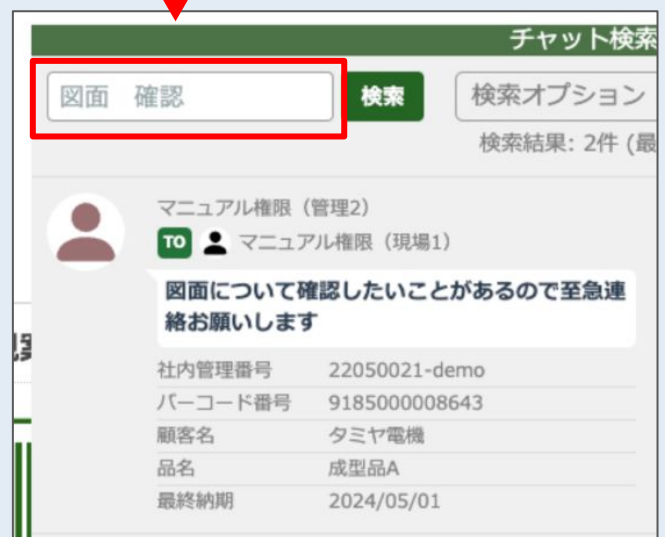 チャット検索
図面　確認
検索
検索オプション
検索結果: 2件 (最
マニュアル権限（管理2）
TO マニュアル権限（現場1）
図面について確認したいことがあるので至急連
絡お願いします
社内管理番号 22050021-demo
バーコード番号 9185000008643
顧客名 タミヤ電機
品名 成型品A
最終納期 2024/05/01